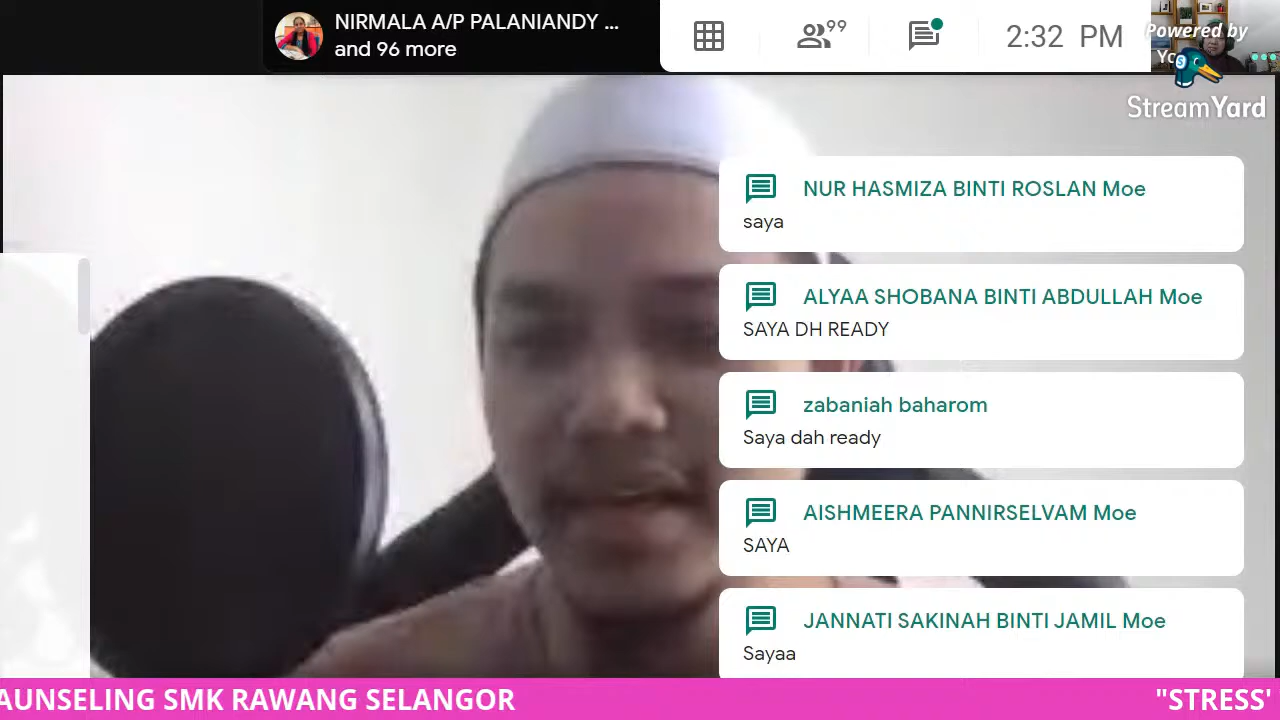 NIRMALA A/P PALANIANDY ...
and 96 more
99
2:32 PM
Powered by
StreamYard
NUR HASMIZA BINTI ROSLAN Moe
saya
ALYAA SHOBANA BINTI ABDULLAH Moe
SAYA DH READY
zabaniah baharom
Saya dah ready
AISHMEERA PANNIRSELVAM Moe
SAYA
JANNATI SAKINAH BINTI JAMIL Moe
Sayaa
AUNSELING SMK RAWANG SELANGOR
"STRESS"